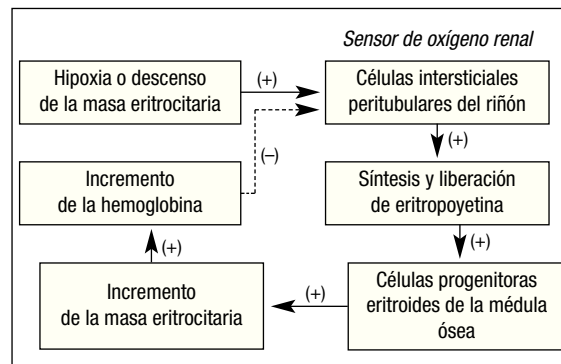 Sensor de oxígeno renal
Hipoxia o descenso
de la masa eritrocitaria
(+)
Células intersticiales
peritubulares del riñón
(+)
(–)
Incremento
de la hemoglobina
Síntesis y liberación
de eritropoyetina
(+)
(+)
Incremento
de la masa eritrocitaria
(+)
Células progenitoras
eritroides de la médula
ósea